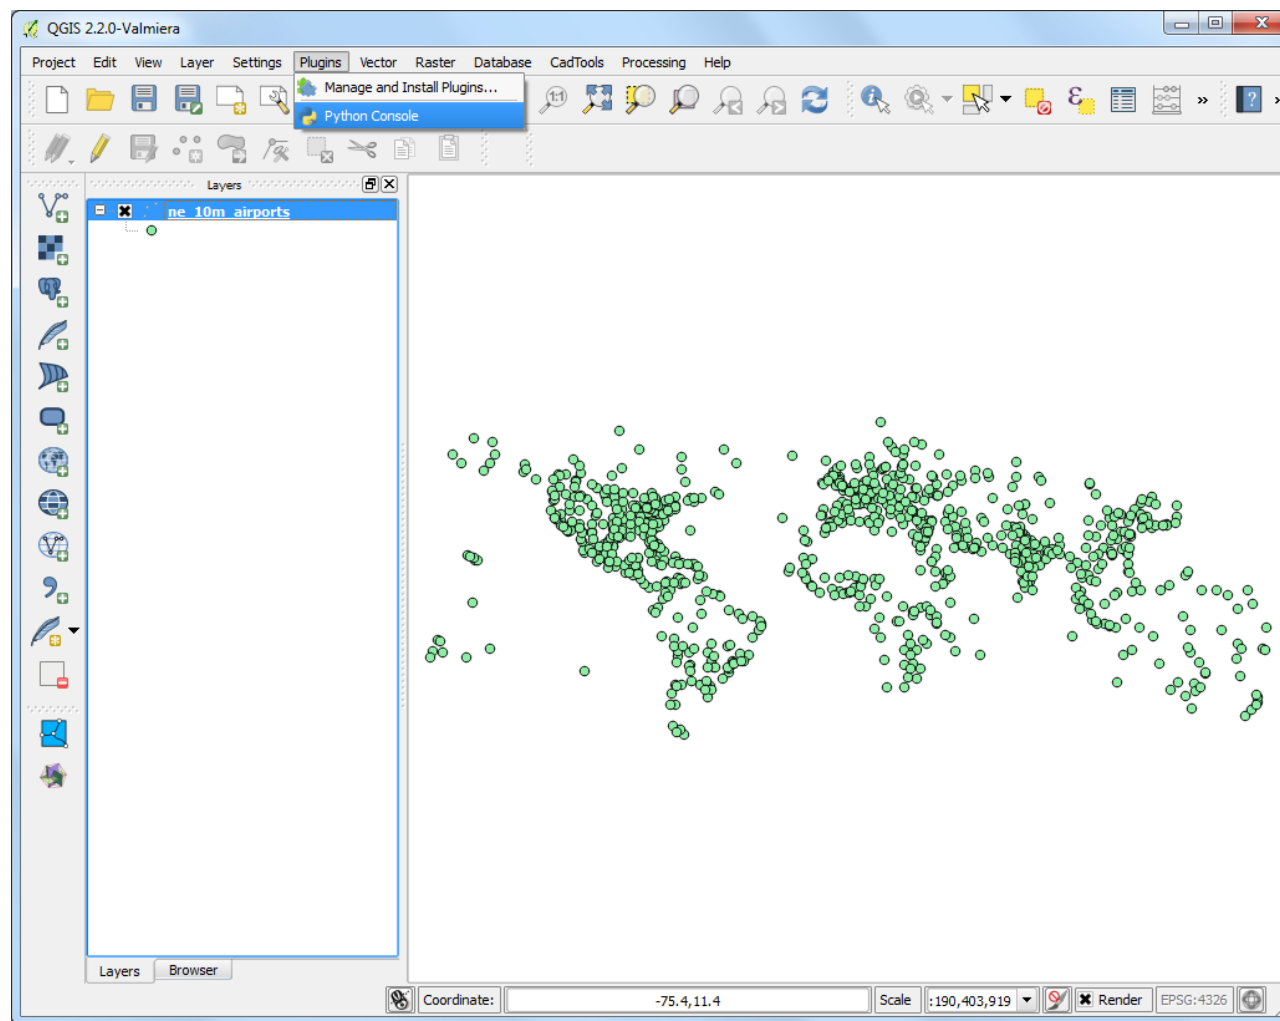 QGIS 2.2.0-Valmiera
Project Edit View Layer Settings Plugins Vector Raster Database CadTools Processing Help
Manage and Install Plugins...
Python Console
1:1
Layers
ne_10m_airports
Layers Browser
Coordinate: -75.4,11.4 Scale :190,403,919 Render EPSG:4326